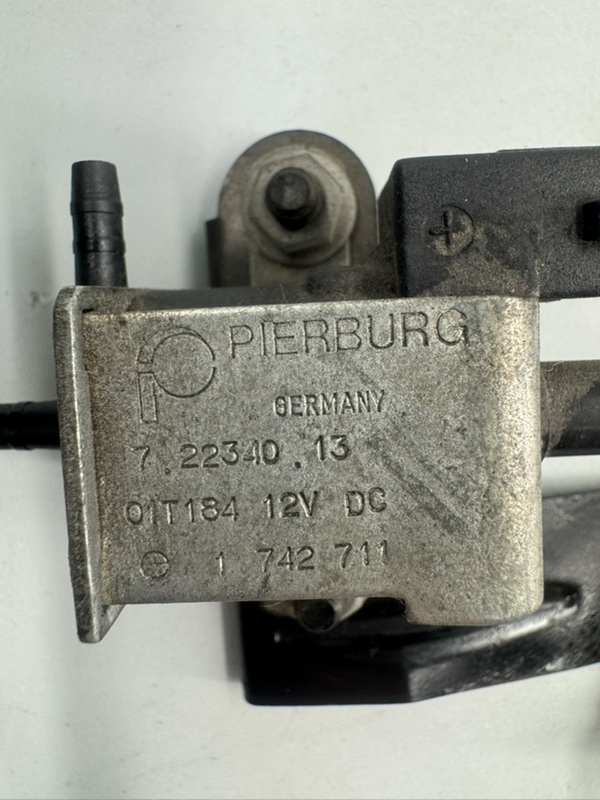 PIERBURG
GERMANY
7.22340.13
01T184 12V DC
1 742 711